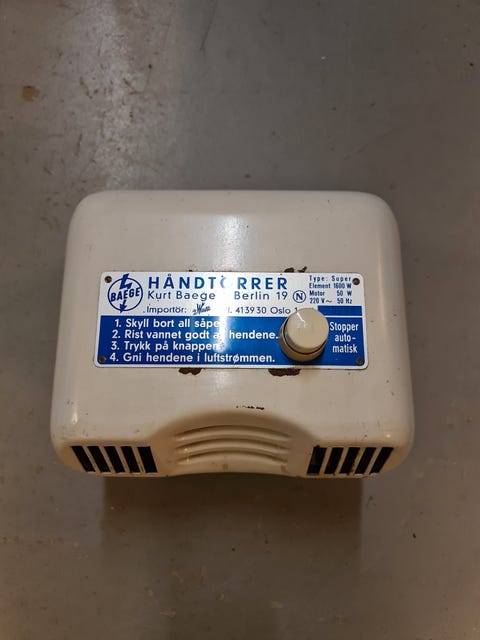 BAEGE
HÅNDTÖRRER
Kurt Baege Berlin 19
N
Type: Super
Element 1600 W
Motor 50 W
220 V~ 50 Hz
Importör: 413930 Oslo
1. Skyll bort all såpe
2. Rist vannet godt av hendene.
3. Trykk på knappen
4. Gni hendene i luftstrømmen.
Stopper
auto-
matisk